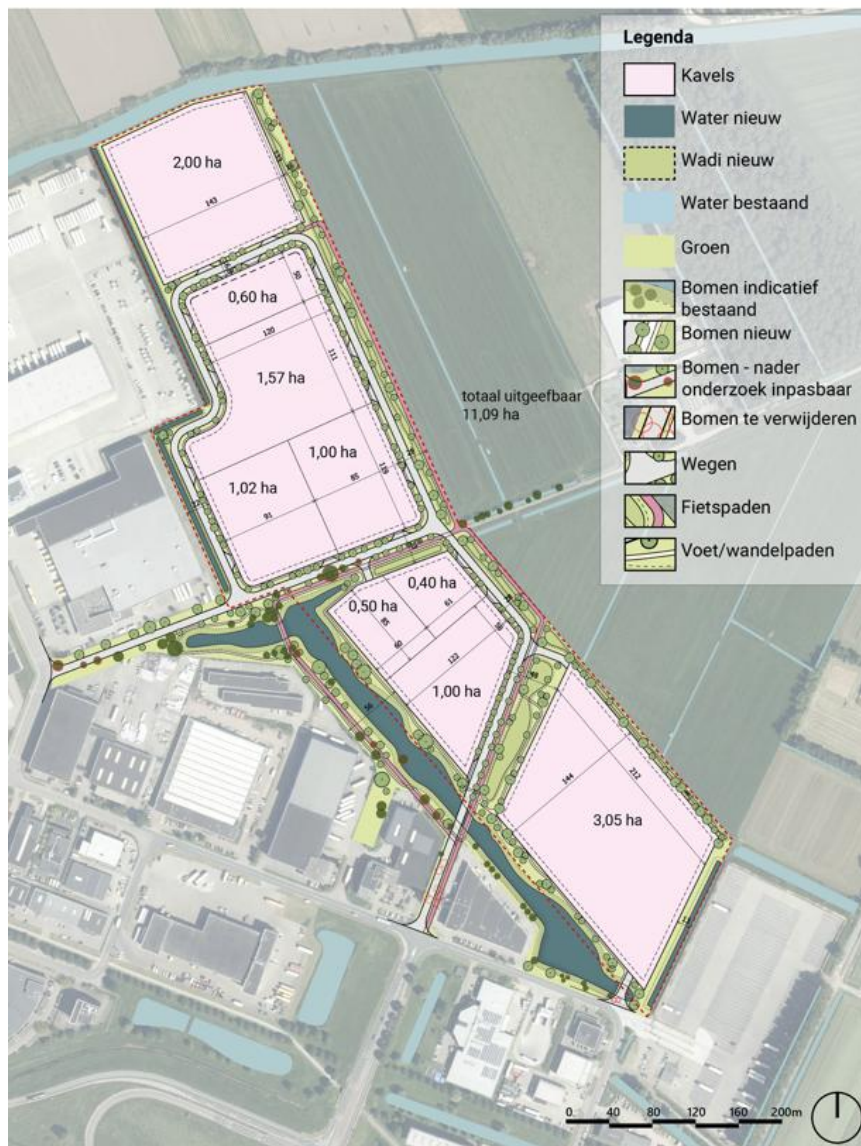 Legenda
Kavels
Water nieuw
Wadi nieuw
Water bestaand
Groen
Bomen indicatief
bestaand
Bomen nieuw
Bomen - nader
onderzoek inpasbaar
Bomen te verwijderen
Wegen
Fietspaden
Voet/wandelpaden
2,00 ha
143
0,60 ha
50
120
111
1,57 ha
totaal uitgeefbaar
11,09 ha
1,00 ha
1,02 ha
85
119
91
0,40 ha
0,50 ha
61
85
60
122
1,00 ha
56
212
144
3,05 ha
0 40 80 120 160 200m